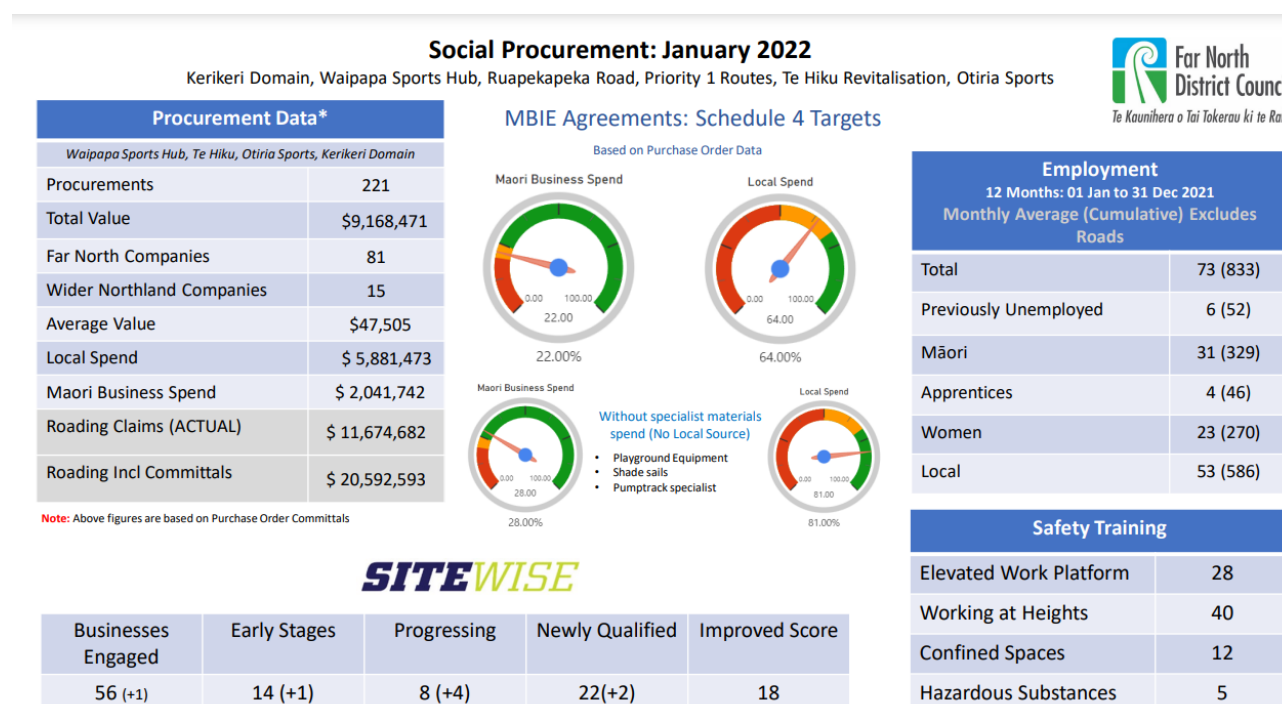 Social Procurement: January 2022
Kerikeri Domain, Waipapa Sports Hub, Ruapekapeka Road, Priority 1 Routes, Te Hiku Revitalisation, Otiria Sports
Far North
District Counc
Te Kaunihera o Tai Tokerau ki te Ra
Procurement Data*
Waipapa Sports Hub, Te Hiku, Otiria Sports, Kerikeri Domain
Procurements 221
Total Value $9,168,471
Far North Companies 81
Wider Northland Companies 15
Average Value $47,505
Local Spend $ 5,881,473
Maori Business Spend $ 2,041,742
Roading Claims (ACTUAL) $ 11,674,682
Roading Incl Committals $ 20,592,593
Note: Above figures are based on Purchase Order Committals
MBIE Agreements: Schedule 4 Targets
Based on Purchase Order Data
Maori Business Spend
0.00 100.00
22.00
22.00%
Local Spend
0.00 100.00
64.00
64.00%
Maori Business Spend
0.00 100.00
28.00
28.00%
Without specialist materials
spend (No Local Source)
• Playground Equipment
• Shade sails
• Pumptrack specialist
Local Spend
0.00 100.00
81.00
81.00%
Employment
12 Months: 01 Jan to 31 Dec 2021
Monthly Average (Cumulative) Excludes
Roads
Total 73 (833)
Previously Unemployed 6 (52)
Māori 31 (329)
Apprentices 4 (46)
Women 23 (270)
Local 53 (586)
Safety Training
Elevated Work Platform 28
Working at Heights 40
Confined Spaces 12
Hazardous Substances 5
SITEWISE
Businesses
Engaged
Early Stages
Progressing
Newly Qualified
Improved Score
56 (+1)
14 (+1)
8 (+4)
22(+2)
18